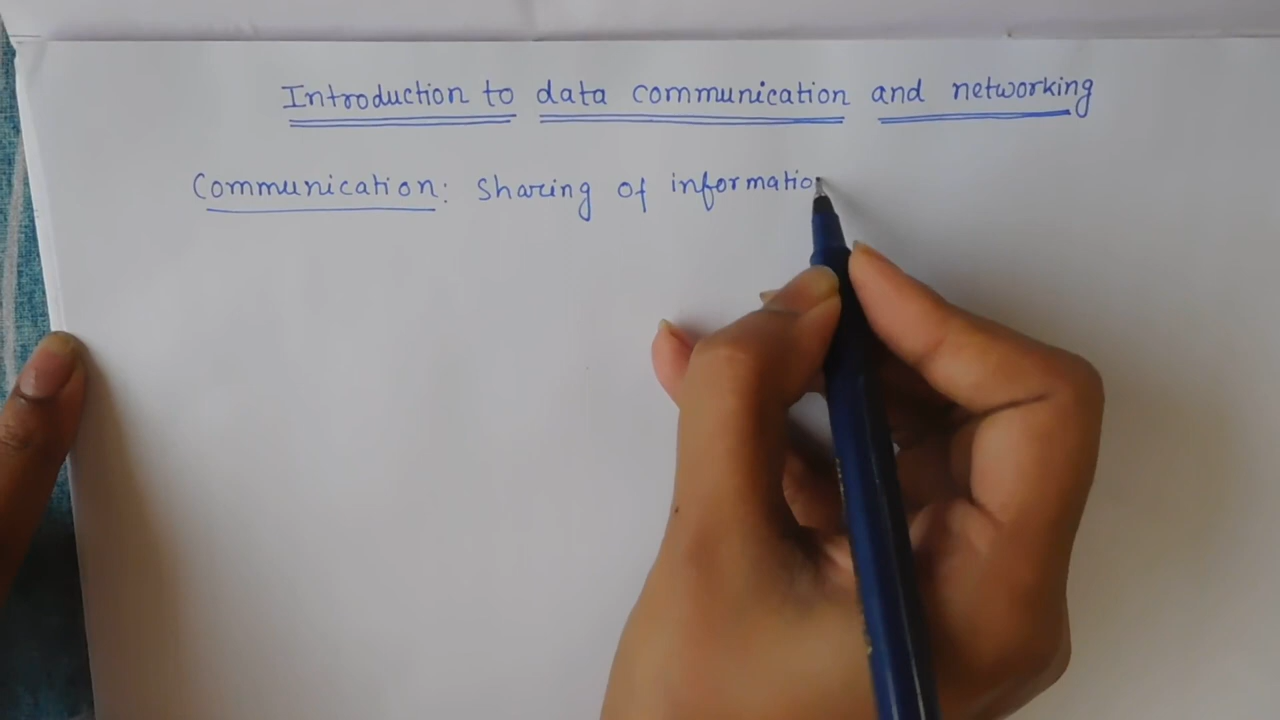 Introduction to data communication and networking
Communication: Sharing of informatio